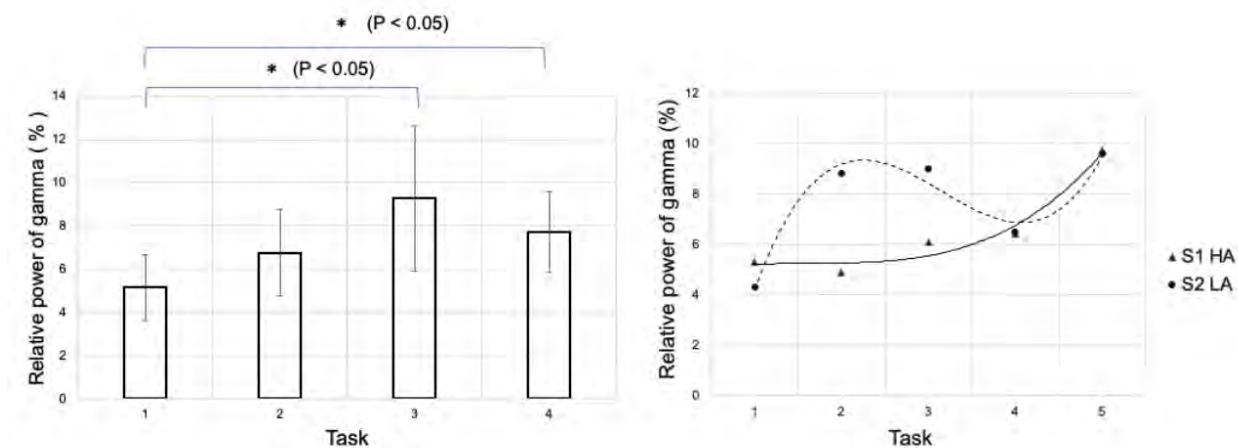 * (P < 0.05)
* (P < 0.05)
Relative power of gamma ( % )
14
12
10
8
6
4
2
0
1 2 3 4
Task
Relative power of gamma (%)
12
10
8
6
4
2
0
1 2 3 4 5
Task
▲ S1 HA
● S2 LA